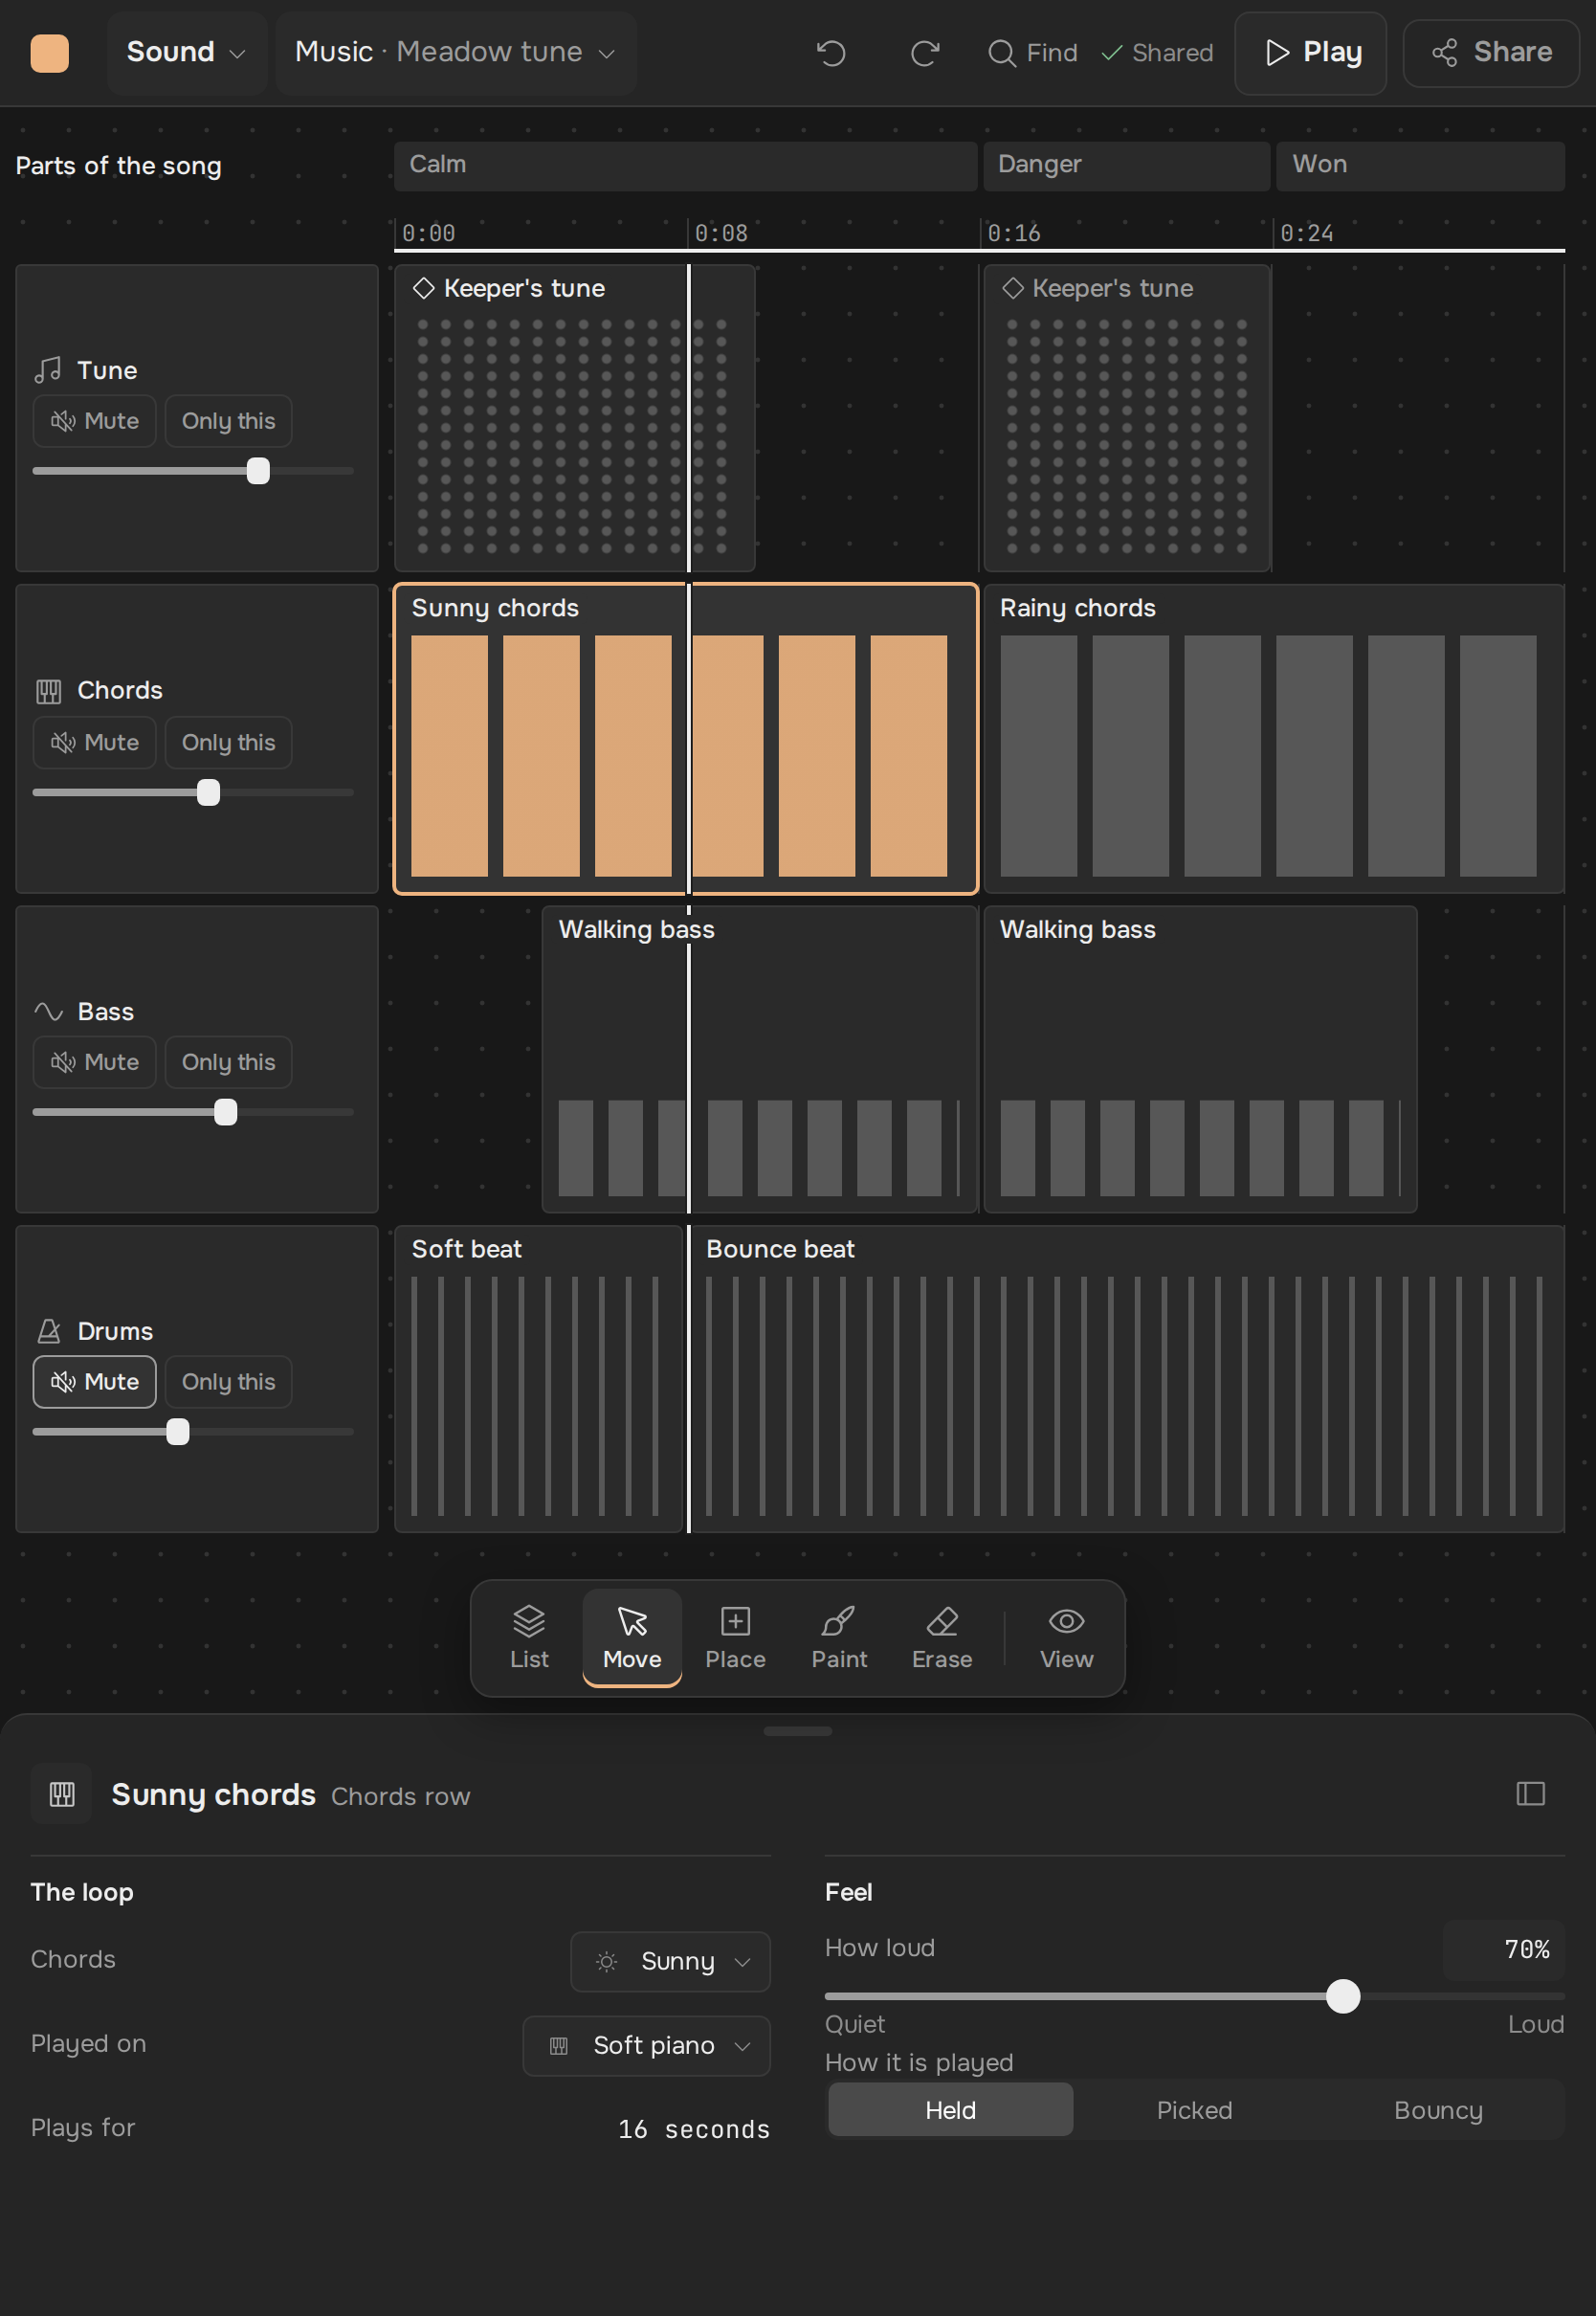 Sound Music · Meadow tune Find Shared Play Share
Parts of the song Calm Danger Won
0:00 0:08 0:16 0:24
Keeper's tune Keeper's tune
Tune
Mute Only this
Sunny chords Rainy chords
Chords
Mute Only this
Walking bass Walking bass
Bass
Mute Only this
Soft beat Bounce beat
Drums
Mute Only this
List Move Place Paint Erase View
Sunny chords Chords row
The loop
Chords Sunny
Played on Soft piano
Plays for 16 seconds
Feel
How loud 70%
Quiet Loud
How it is played
Held Picked Bouncy